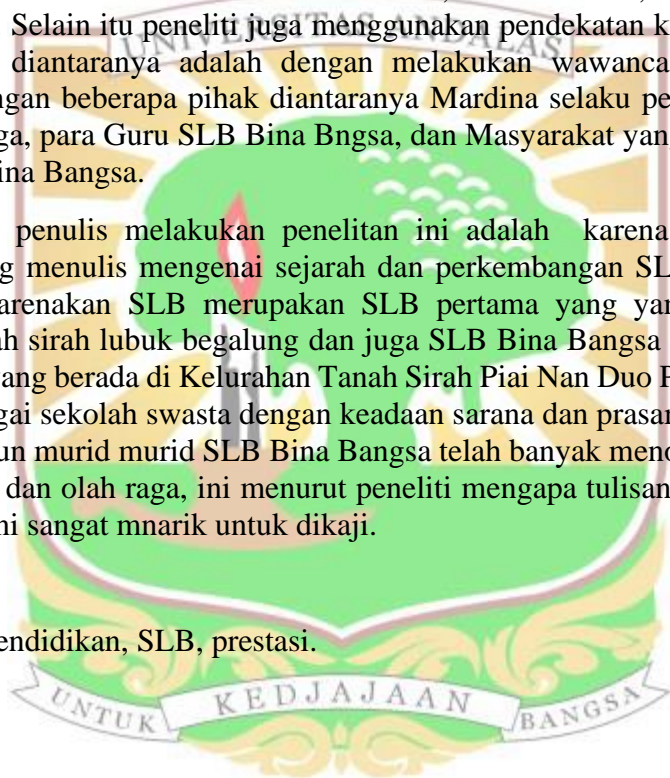 Selain itu peneliti juga menggunakan pendekatan k
UNIVERSITAS ANDALAS
diantaranya adalah dengan melakukan wawanca
ngan beberapa pihak diantaranya Mardina selaku pe
ga, para Guru SLB Bina Bngsa, dan Masyarakat yan
ina Bangsa.
penulis melakukan penelitan ini adalah karena
g menulis mengenai sejarah dan perkembangan SL
arenakan SLB merupakan SLB pertama yang yan
ah sirah lubuk begalung dan juga SLB Bina Bangsa
yang berada di Kelurahan Tanah Sirah Piai Nan Duo
gai sekolah swasta dengan keadaan sarana dan prasar
un murid murid SLB Bina Bangsa telah banyak meno
dan olah raga, ini menurut peneliti mengapa tulisan
ni sangat mnarik untuk dikaji.
endidikan, SLB, prestasi.
UNTUK KEDJAJAAN BANGSA